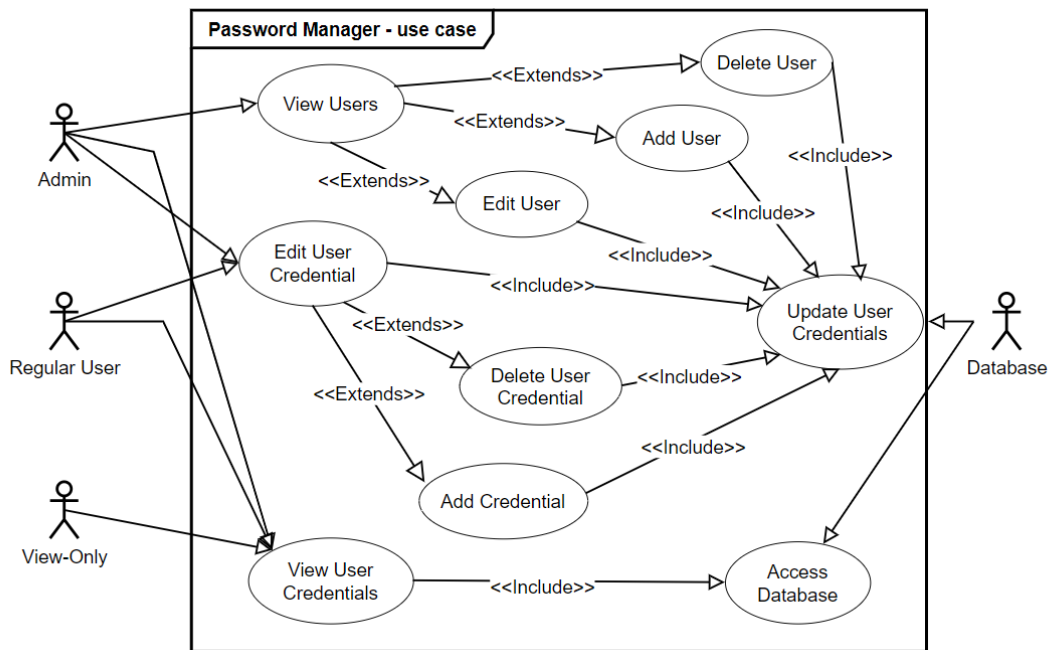 Password Manager - use case
Delete User
<<Extends>>
View Users
<<Extends>>
Add User
<<Include>>
Admin
<<Extends>>
Edit User
<<Include>>
Edit User
Credential
<<Include>>
<<Include>>
<<Extends>>
Update User
Credentials
Regular User
Database
Delete User
Credential
<<Include>>
<<Extends>>
<<Include>>
Add Credential
View-Only
View User
Credentials
<<Include>>
Access
Database